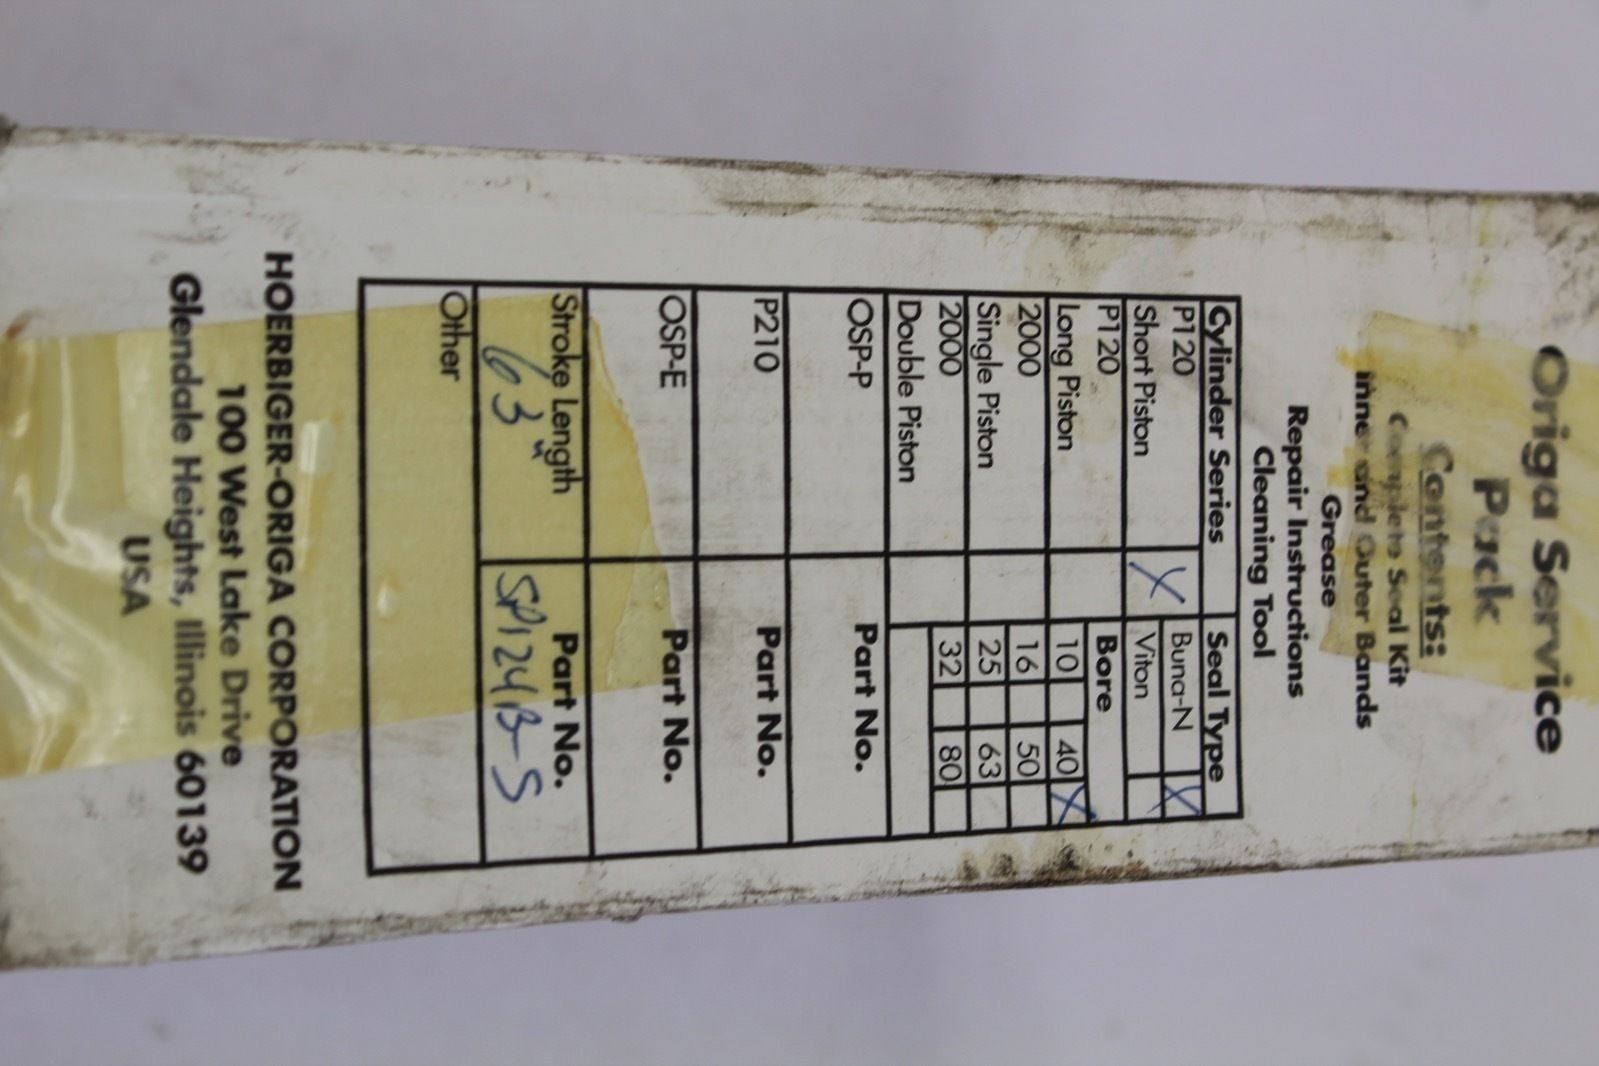 Origa Service
Pack
Contents:
Complete Seal Kit
Inner and Outer Bands
Grease
Repair Instructions
Cleaning Tool
Cylinder Series Seal Type
P120 Short Piston X Buna-N X
Viton
P120 Long Piston Bore
10 40 X
2000 Single Piston 16 50
25 63
2000 Double Piston 32 80
OSP-P Part No.
P210 Part No.
OSP-E Part No.
Stroke Length 63" Part No. SP124B-S
Other
HOERBIGER-ORIGA CORPORATION
100 West Lake Drive
Glendale Heights, Illinois 60139
USA